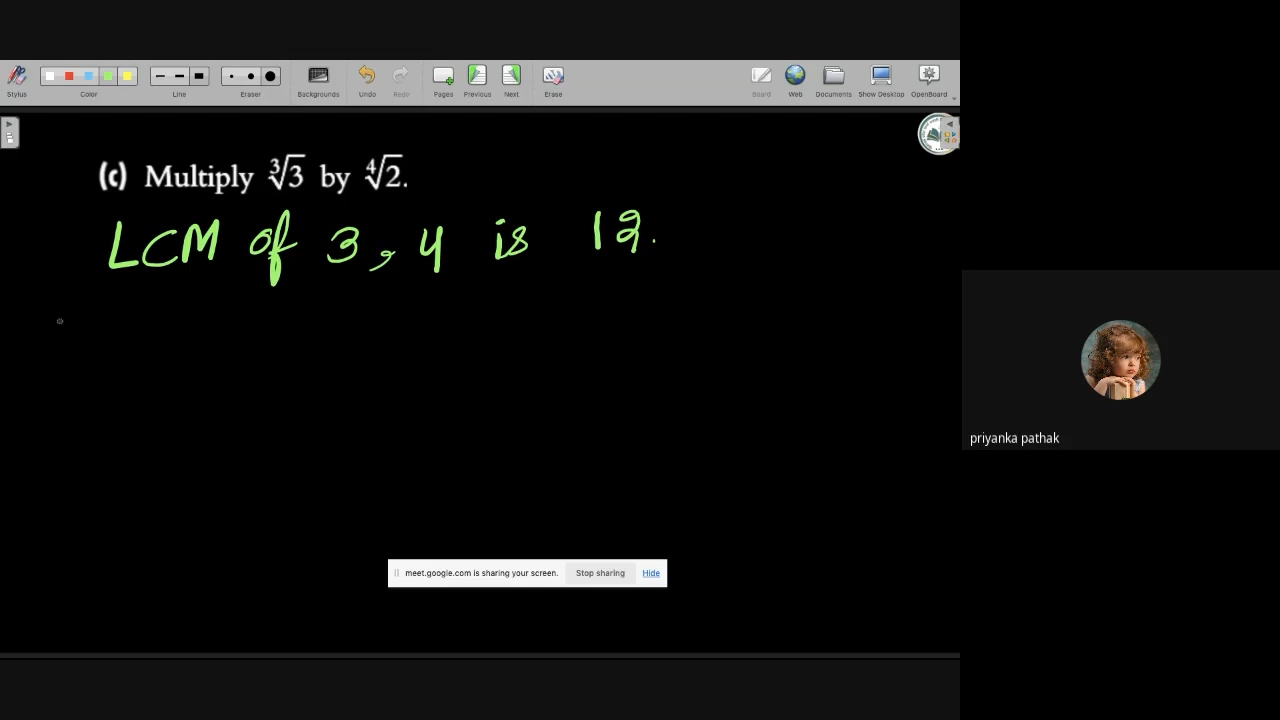 Stylus Color Line Eraser Backgrounds Undo Redo Pages Previous Next Erase Board Web Documents Show Desktop OpenBoard
(c) Multiply ∛3 by ∜2.
LCM of 3, 4 is 12.
priyanka pathak
meet.google.com is sharing your screen. Stop sharing Hide